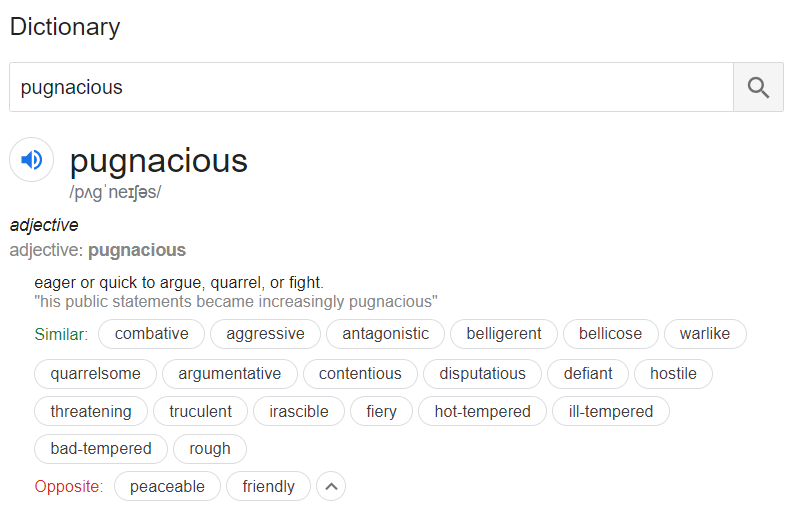 Dictionary
pugnacious
pugnacious
/pʌɡˈneɪʃəs/
adjective
adjective: pugnacious
eager or quick to argue, quarrel, or fight.
"his public statements became increasingly pugnacious"
Similar: combative aggressive antagonistic belligerent bellicose warlike
quarrelsome argumentative contentious disputatious defiant hostile
threatening truculent irascible fiery hot-tempered ill-tempered
bad-tempered rough
Opposite: peaceable friendly